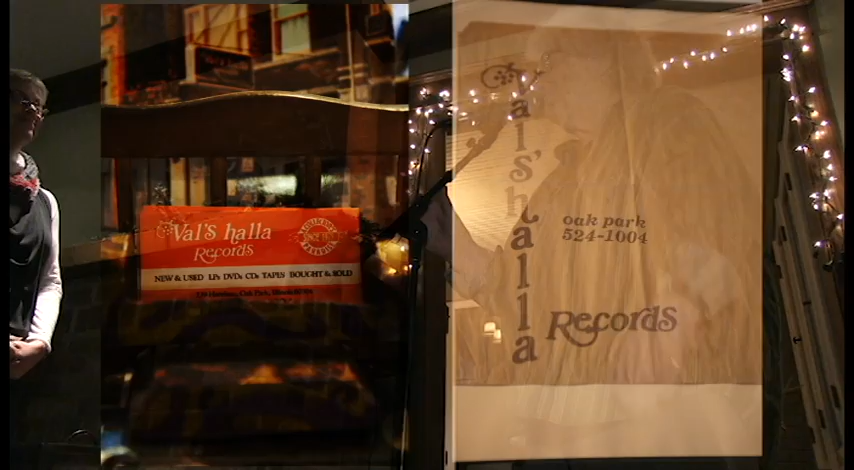 Val's halla
Records
NEW & USED LPs DVDs CDs TAPES BOUGHT & SOLD
Val's halla
oak park
524-1004
Records